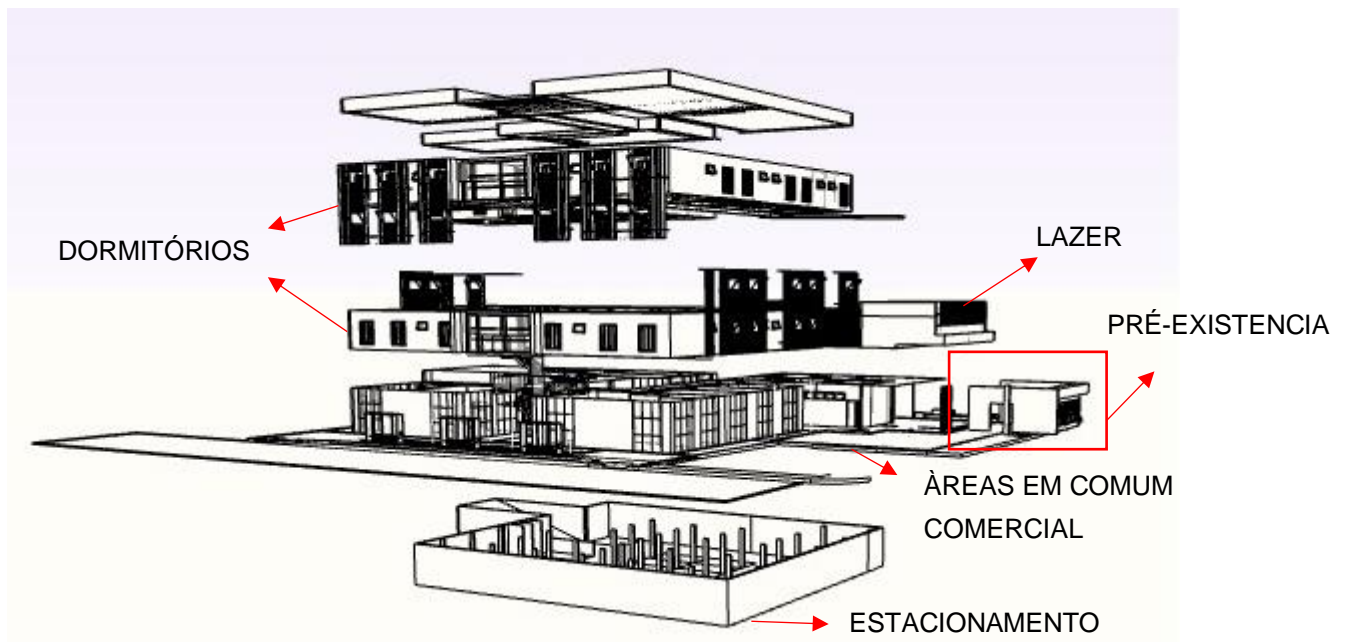 DORMITÓRIOS
LAZER
PRÉ-EXISTENCIA
ÀREAS EM COMUM
COMERCIAL
ESTACIONAMENTO